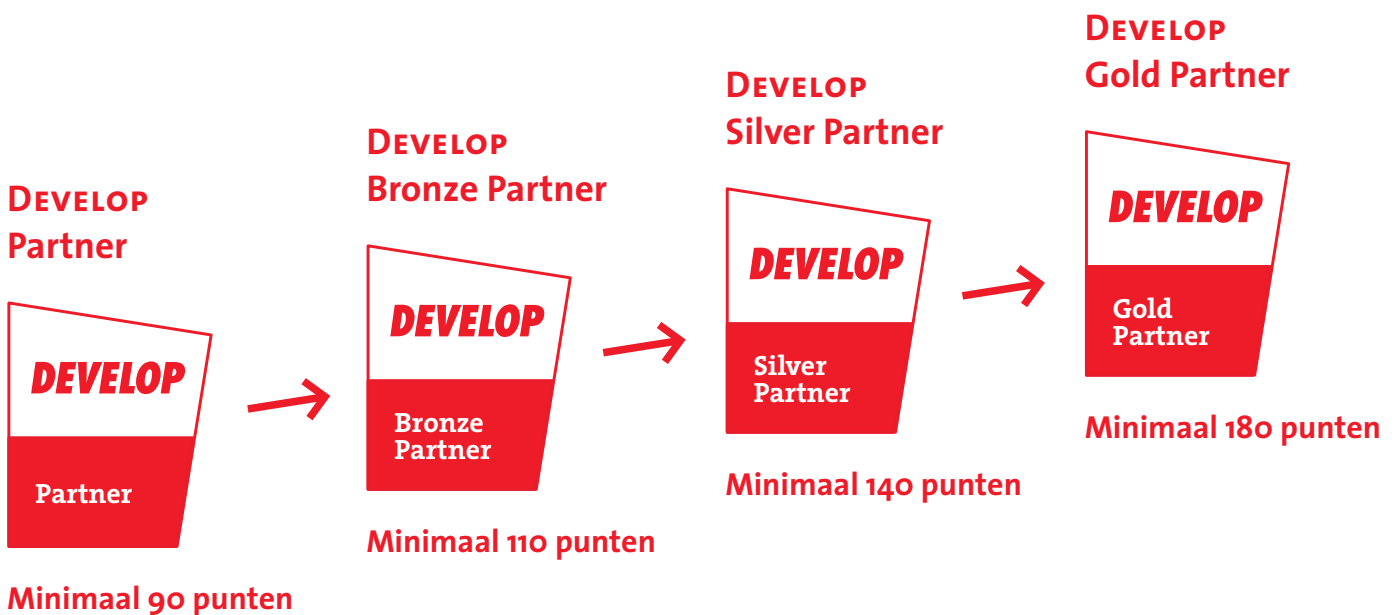 DEVELOP
Partner
DEVELOP
Partner
Minimaal 90 punten
DEVELOP
Bronze Partner
DEVELOP
Bronze
Partner
Minimaal 110 punten
DEVELOP
Silver Partner
DEVELOP
Silver
Partner
Minimaal 140 punten
DEVELOP
Gold Partner
DEVELOP
Gold
Partner
Minimaal 180 punten